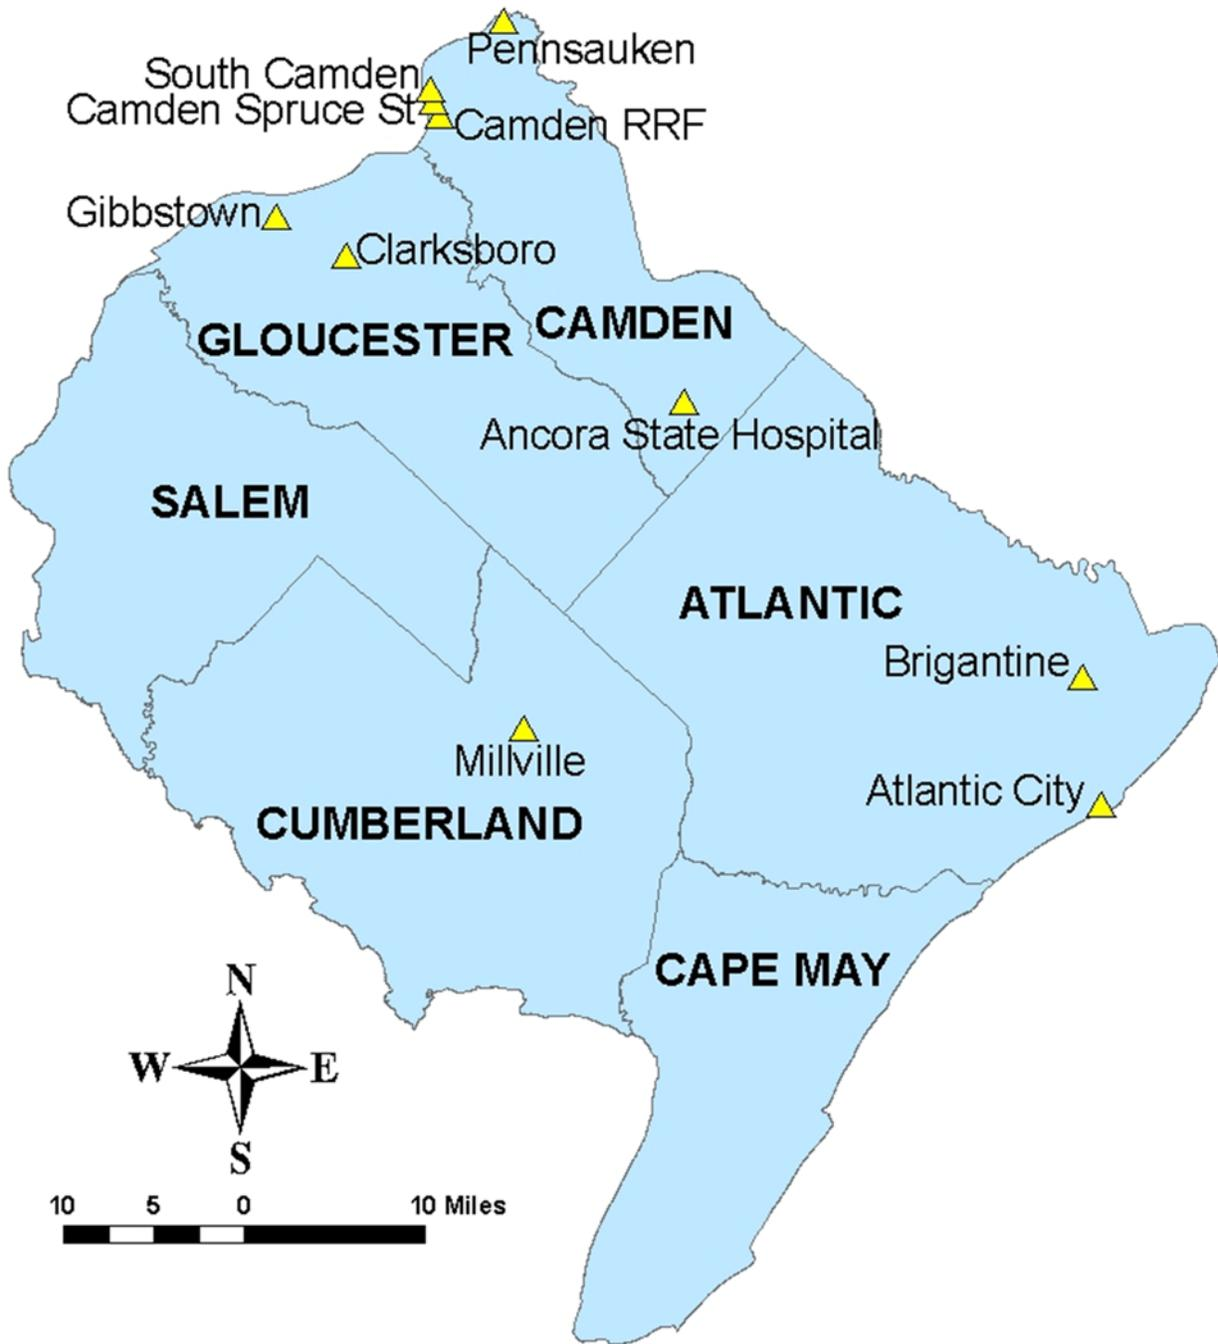 Pennsauken
South Camden
Camden Spruce St
Camden RRF
Gibbstown
Clarksboro
CAMDEN
GLOUCESTER
Ancora State Hospital
SALEM
ATLANTIC
Brigantine
Millville
Atlantic City
CUMBERLAND
CAPE MAY
N
W E
S
10 5 0 10 Miles